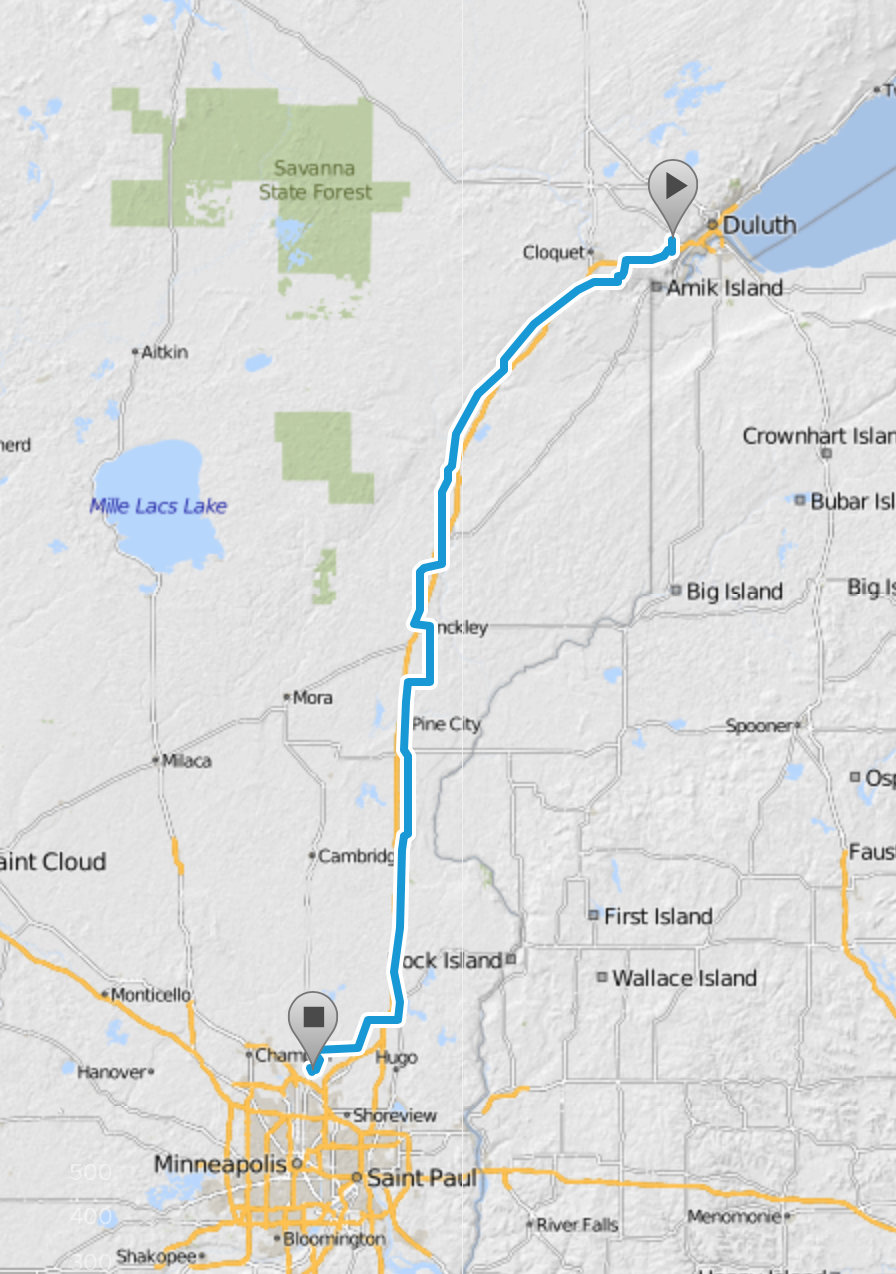 T
Savanna
State Forest
Duluth
Cloquet
Amik Island
Aitkin
Crownhart Islan
herd
Mille Lacs Lake
Bubar Isl
Big Island
Big Is
nckley
Mora
Pine City
Spooner
Milaca
Osp
Cambridg
Faus
aint Cloud
First Island
ock Island
Wallace Island
Monticello
Champ
Hugo
Hanover
Shoreview
Minneapolis
500
Saint Paul
400
River Falls
Menomonie
Bloomington
Shakopee
300